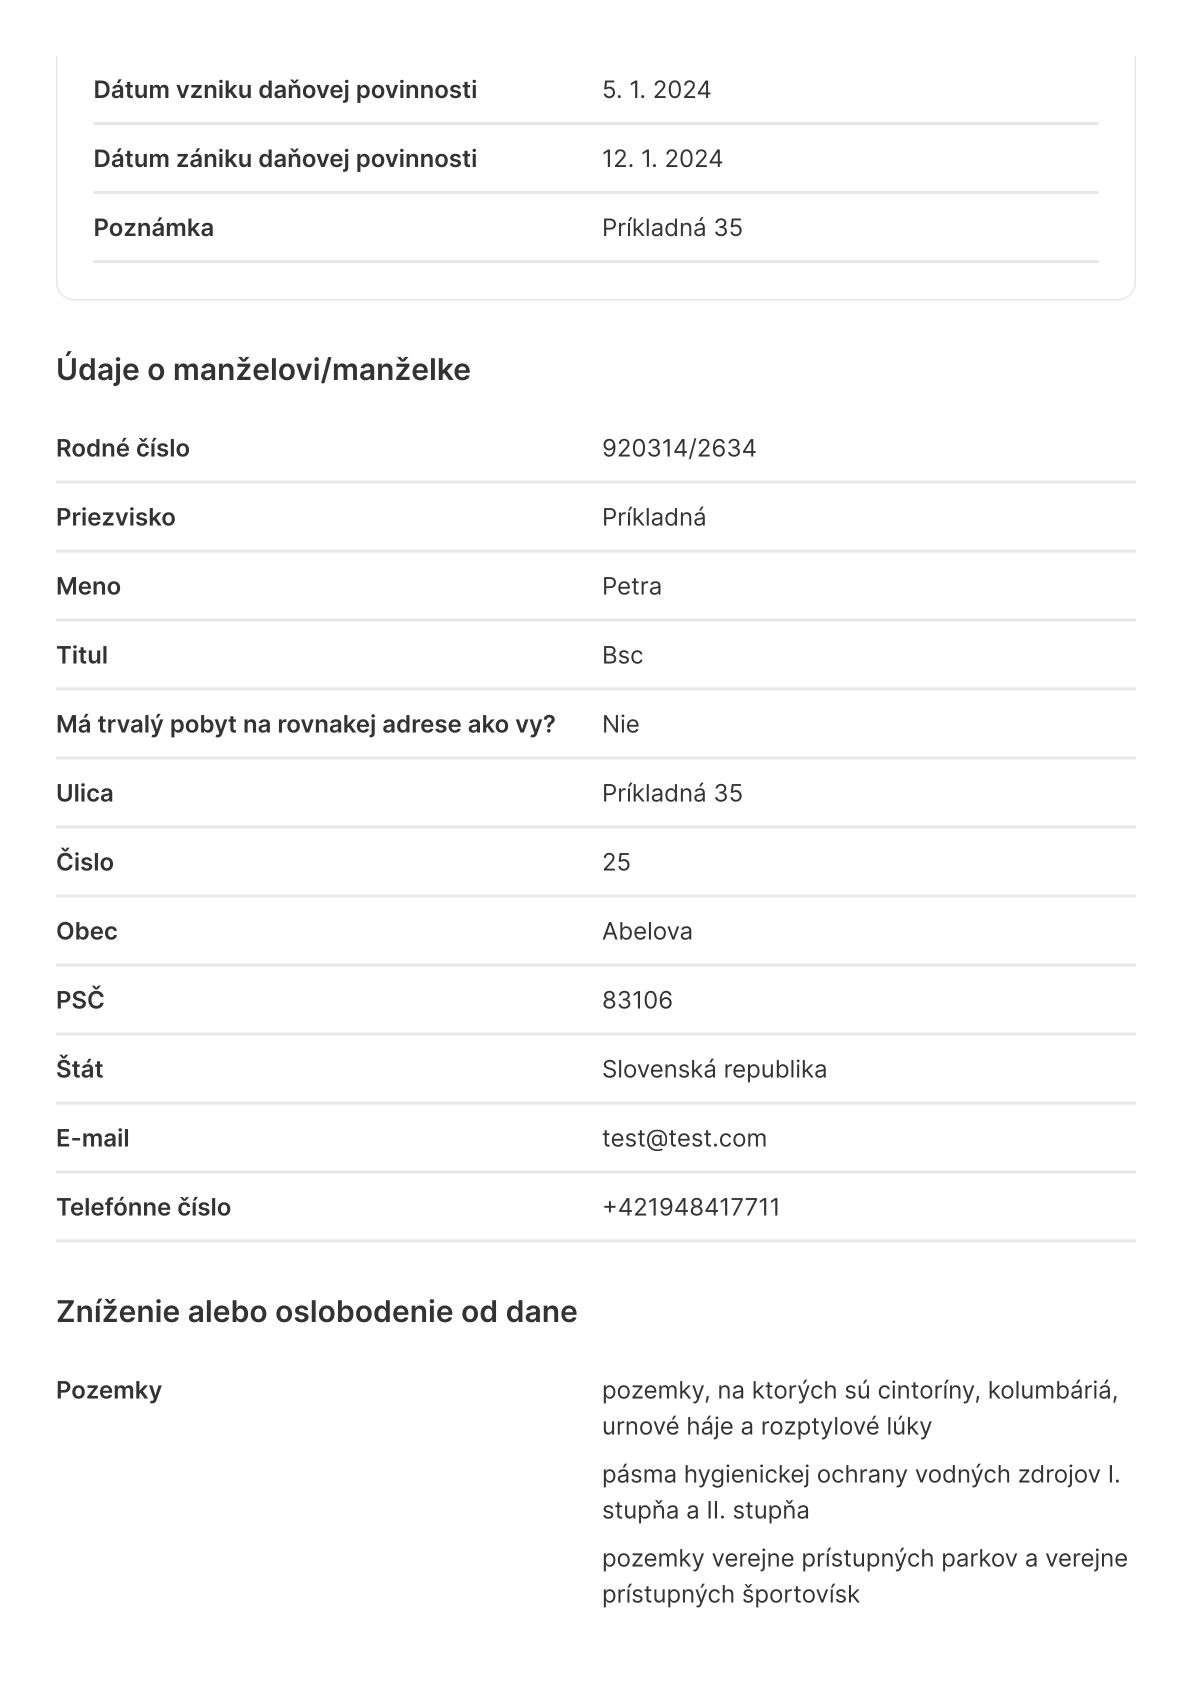 Dátum vzniku daňovej povinnosti 5. 1. 2024
Dátum zániku daňovej povinnosti 12. 1. 2024
Poznámka Príkladná 35
Údaje o manželovi/manželke
Rodné číslo 920314/2634
Priezvisko Príkladná
Meno Petra
Titul Bsc
Má trvalý pobyt na rovnakej adrese ako vy? Nie
Ulica Príkladná 35
Čislo 25
Obec Abelova
PSČ 83106
Štát Slovenská republika
E-mail test@test.com
Telefónne číslo +421948417711
Zníženie alebo oslobodenie od dane
Pozemky pozemky, na ktorých sú cintoríny, kolumbáriá,
urnové háje a rozptylové lúky
pásma hygienickej ochrany vodných zdrojov I.
stupňa a II. stupňa
pozemky verejne prístupných parkov a verejne
prístupných športovísk